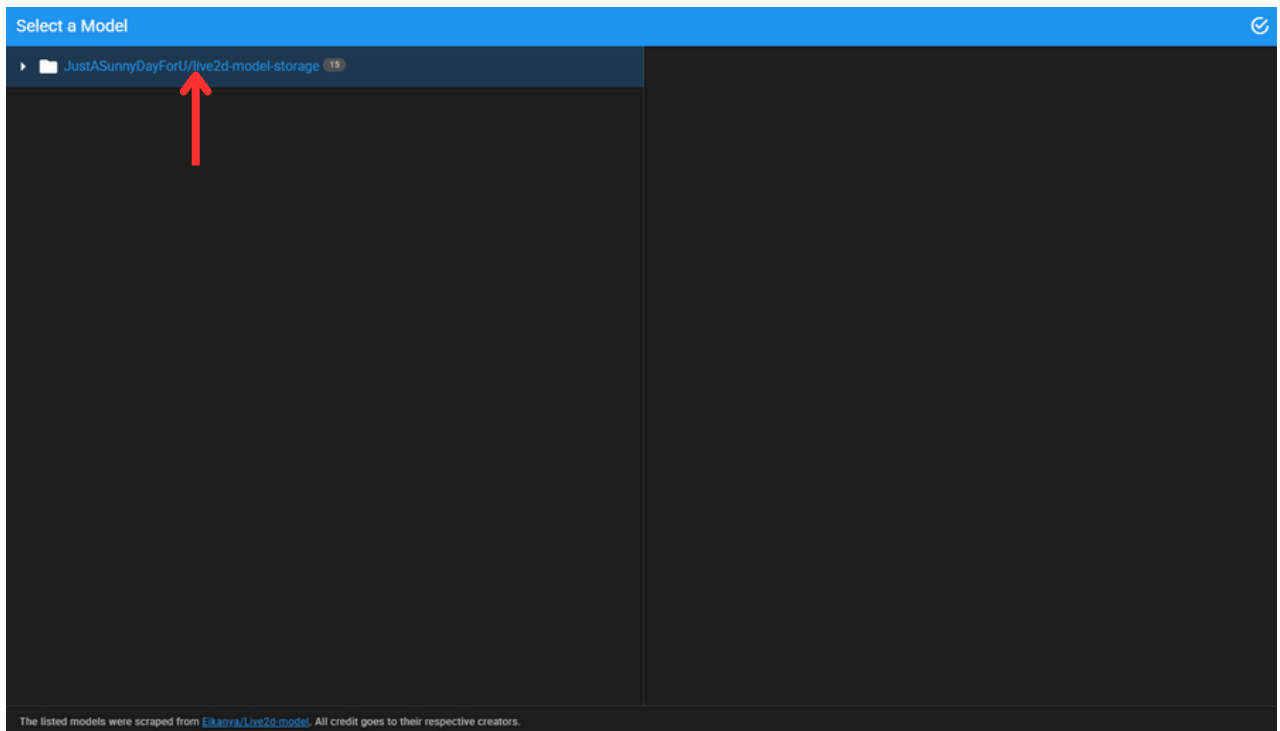 Select a Model
JustASunnyDayForU/live2d-model-storage 15
The listed models were scraped from Eikanya/Live2d-model. All credit goes to their respective creators.